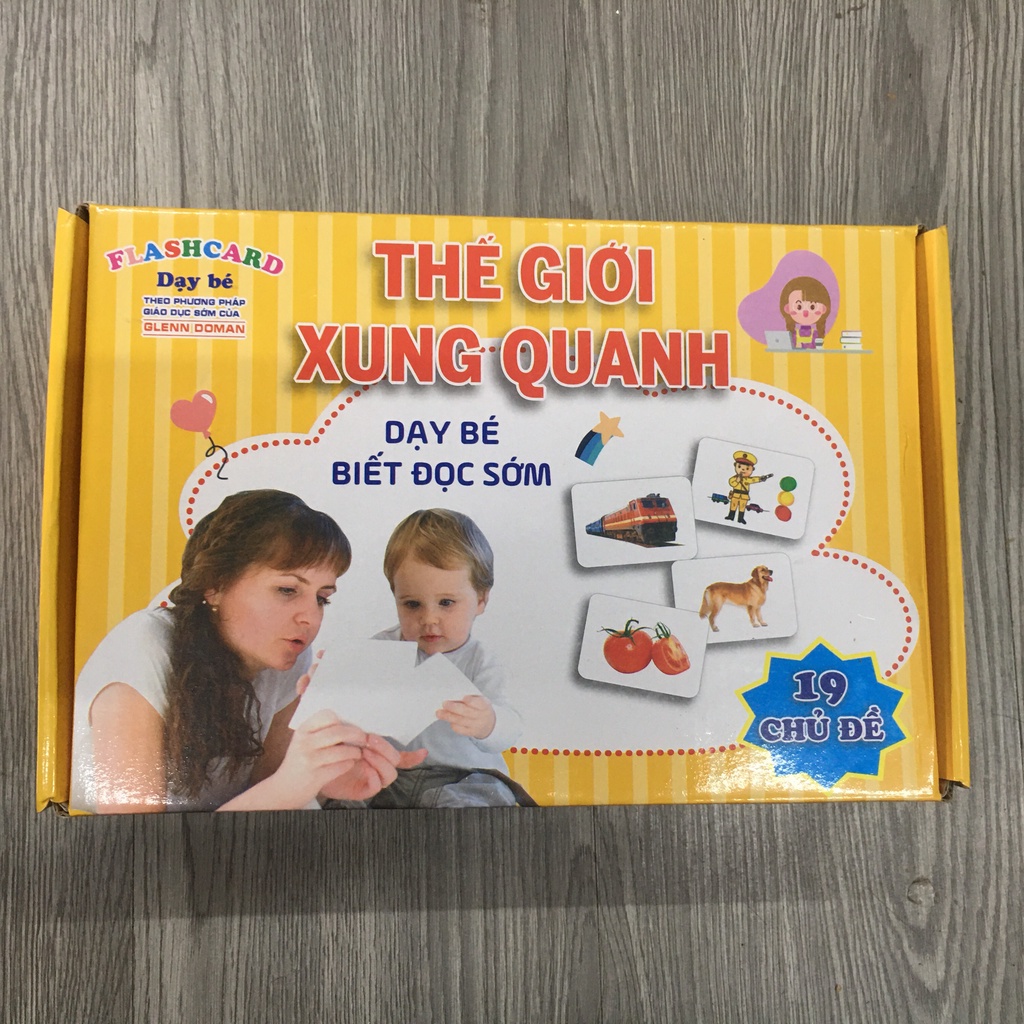 FLASHCARD
Dạy bé
THEO PHƯƠNG PHÁP
GIÁO DỤC SỚM CỦA
GLENN DOMAN
THẾ GIỚI
XUNG QUANH
DẠY BÉ
BIẾT ĐỌC SỚM
19
CHỦ ĐỀ